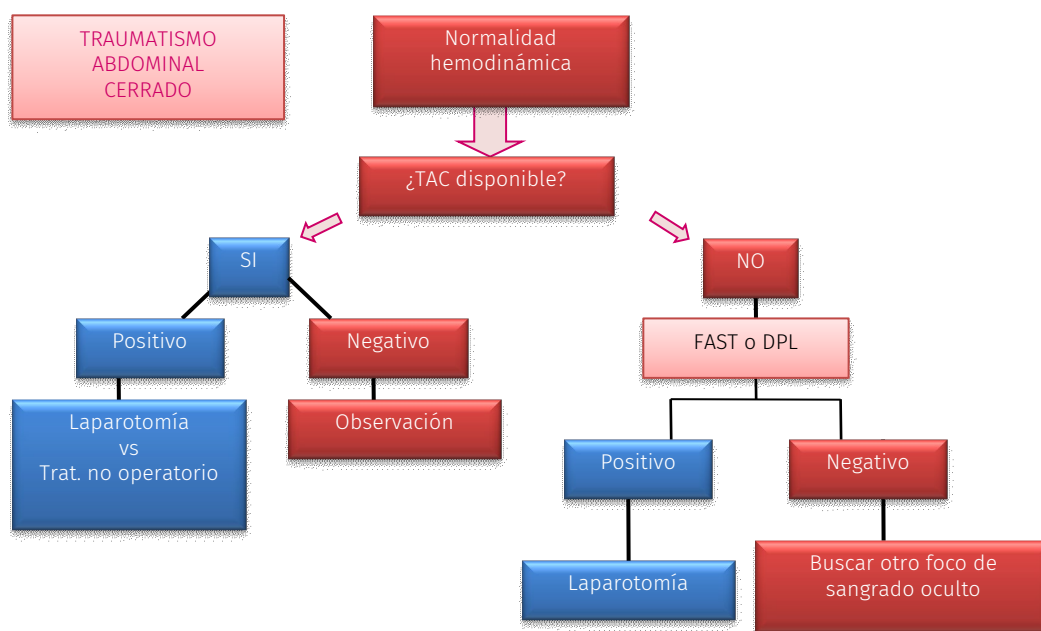 TRAUMATISMO
ABDOMINAL
CERRADO
Normalidad
hemodinámica
¿TAC disponible?
SI
NO
Positivo
Negativo
FAST o DPL
Laparotomía
vs
Trat. no operatorio
Observación
Positivo
Negativo
Laparotomía
Buscar otro foco de
sangrado oculto